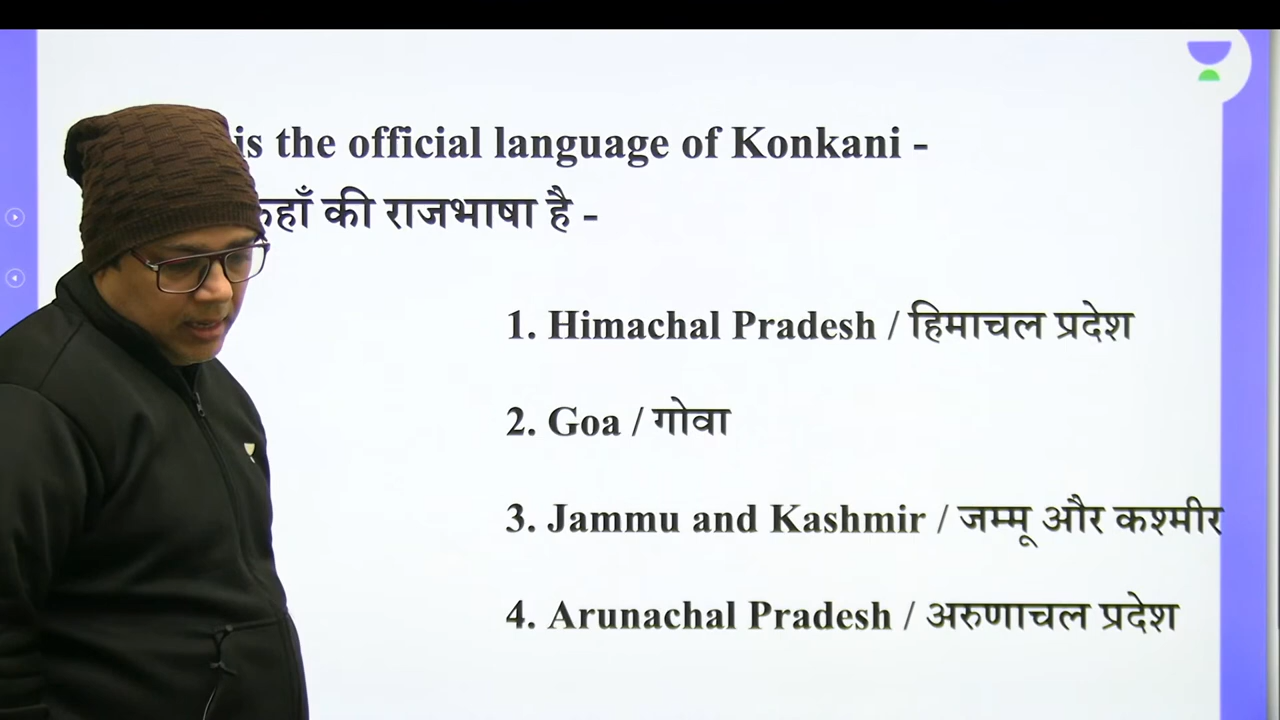 is the official language of Konkani -
कहाँ की राजभाषा है -
1. Himachal Pradesh / हिमाचल प्रदेश
2. Goa / गोवा
3. Jammu and Kashmir / जम्मू और कश्मीर
4. Arunachal Pradesh / अरुणाचल प्रदेश